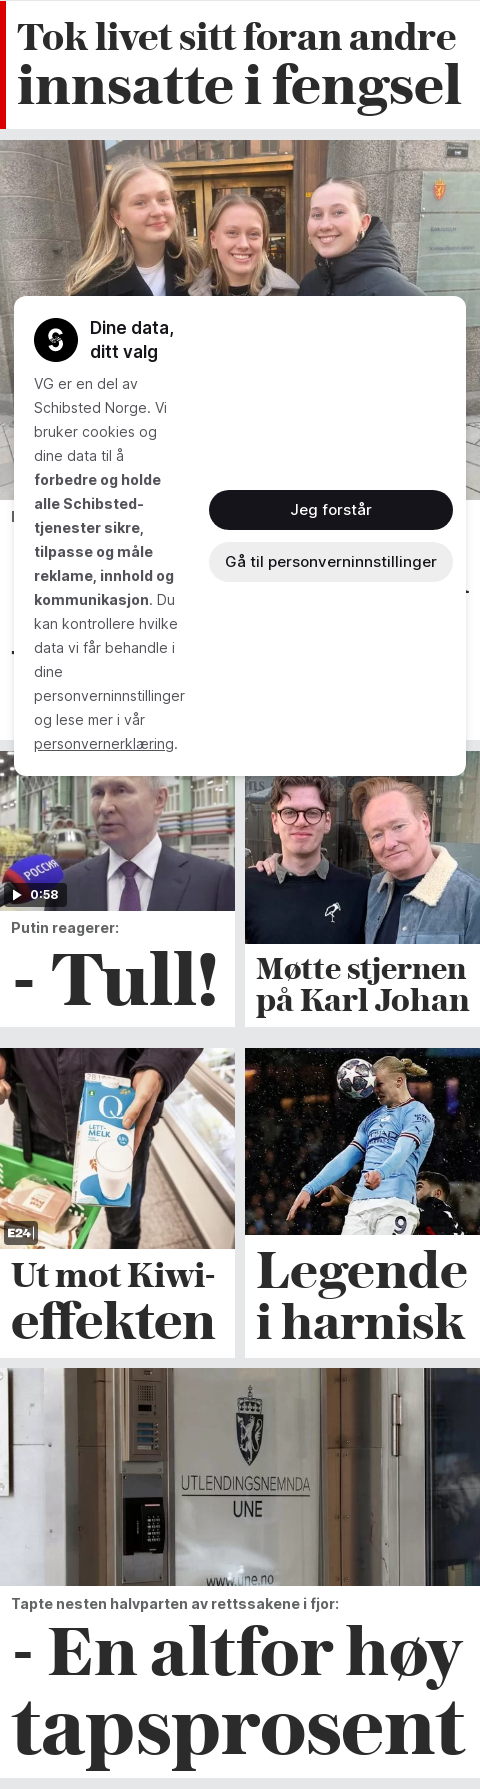 Tok livet sitt foran andre
innsatte i fengsel
Dine data,
ditt valg
VG er en del av
Schibsted Norge. Vi
bruker cookies og
dine data til å
forbedre og holde
alle Schibsted-
tjenester sikre,
tilpasse og måle
reklame, innhold og
kommunikasjon. Du
kan kontrollere hvilke
data vi får behandle i
dine
personverninnstillinger
og lese mer i vår
personvernerklæring.
Jeg forstår
Gå til personverninnstillinger
РОССИЯ
0:58
Putin reagerer:
- Tull!
Møtte stjernen
på Karl Johan
Q
LETT-
MELK
E24
Ut mot Kiwi-
effekten
9
Legende
i harnisk
UTLENDINGSNEMNDA
UNE
www.une.no
Tapte nesten halvparten av rettssakene i fjor:
- En altfor høy
tapsprosent